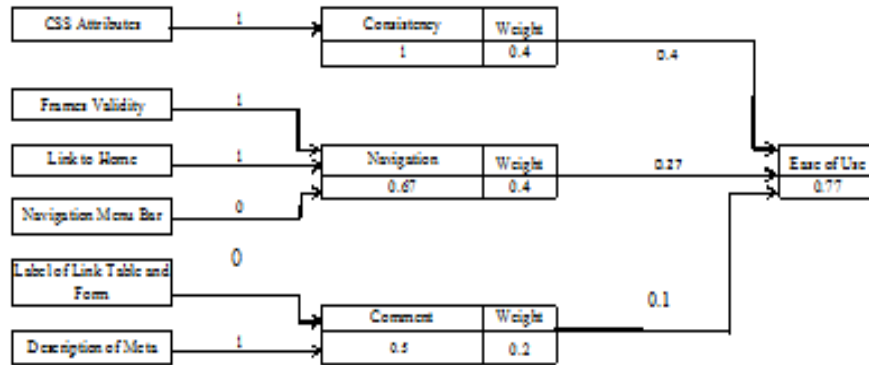 CSS Attributes
1
Consistency Weight
1 0.4
0.4
Frames Validity
1
Link to Home
1
Navigation Weight
0.67 0.4
0.27
Ease of Use
0.77
Navigation Menu Bar
0
0
Label of Link Table and
Form
0.1
Comment Weight
0.5 0.2
Description of Meta
1